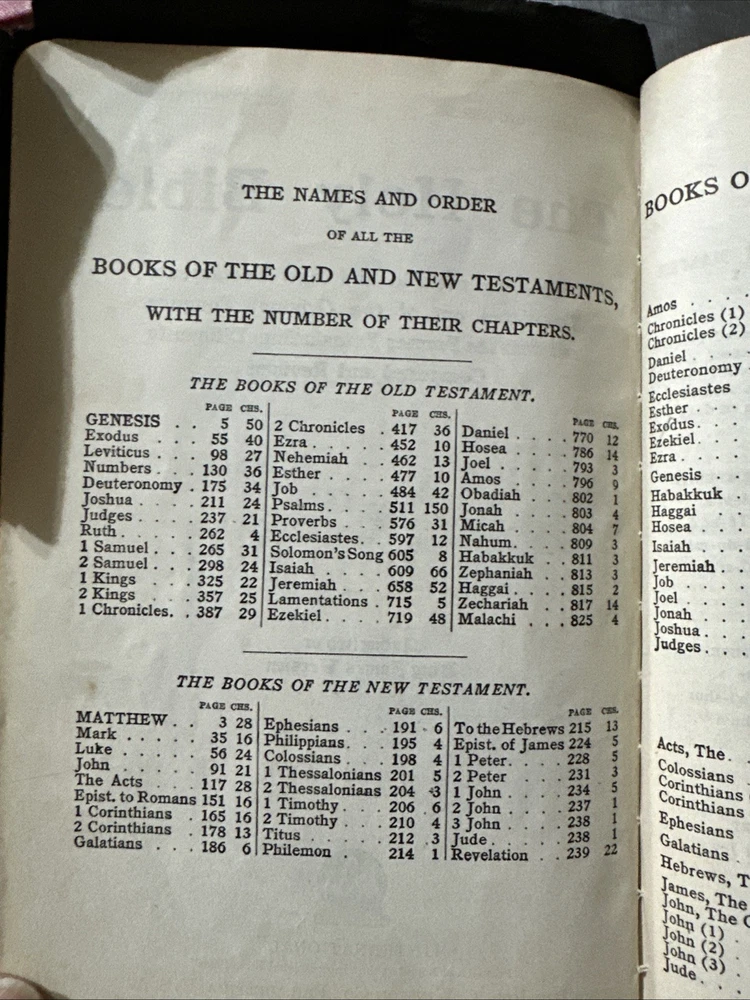 THE NAMES AND ORDER
OF ALL THE
BOOKS OF THE OLD AND NEW TESTAMENTS,
WITH THE NUMBER OF THEIR CHAPTERS.
THE BOOKS OF THE OLD TESTAMENT.
PAGE CHS.
GENESIS . . 5 50
Exodus . . . 55 40
Leviticus . . . 98 27
Numbers . . . 130 36
Deuteronomy . 175 34
Joshua . . . . 211 24
Judges . . . . 237 21
Ruth . . . . . 262 4
1 Samuel . . . 265 31
2 Samuel . . . 298 24
1 Kings . . . 325 22
2 Kings . . . 357 25
1 Chronicles. . 387 29
PAGE CHS.
2 Chronicles . 417 36
Ezra . . . . . 452 10
Nehemiah . . 462 13
Esther . . . . 477 10
Job . . . . . 484 42
Psalms. . . . 511 150
Proverbs . . . 576 31
Ecclesiastes. . 597 12
Solomon's Song 605 8
Isaiah . . . . 609 66
Jeremiah . . . 658 52
Lamentations . 715 5
Ezekiel . . . . 719 48
PAGE CHS.
Daniel . . . . 770 12
Hosea . . . . 786 14
Joel . . . . . 793 3
Amos . . . . 796 9
Obadiah . . . 802 1
Jonah . . . . 803 4
Micah . . . . 804 7
Nahum. . . . 809 3
Habakkuk . . 811 3
Zephaniah . . 813 3
Haggai . . . . 815 2
Zechariah . . 817 14
Malachi . . . 825 4
THE BOOKS OF THE NEW TESTAMENT.
PAGE CHS.
MATTHEW . . 3 28
Mark . . . . . 35 16
Luke . . . . . 56 24
John . . . . . 91 21
The Acts . . . 117 28
Epist. to Romans 151 16
1 Corinthians . 165 16
2 Corinthians . 178 13
Galatians . . . 186 6
PAGE CHS.
Ephesians . . . 191 6
Philippians. . . 195 4
Colossians . . . 198 4
1 Thessalonians 201 5
2 Thessalonians 204 3
1 Timothy . . . 206 6
2 Timothy . . . 210 4
Titus . . . . . 212 3
Philemon . . . 214 1
PAGE CHS.
To the Hebrews 215 13
Epist. of James 224 5
1 Peter. . . . 228 5
2 Peter . . . . 231 3
1 John . . . . 234 5
2 John . . . . 237 1
3 John . . . . 238 1
Jude. . . . . 238 1
Revelation . . 239 22
BOOKS O
Amos . . . .
Chronicles (1)
Chronicles (2)
Daniel . . .
Deuteronomy
Ecclesiastes
Esther . . .
Exodus. . .
Ezekiel. . .
Ezra . . . .
Genesis . .
Habakkuk .
Haggai . . .
Hosea . . .
Isaiah . . .
Jeremiah . .
Job . . . .
Joel . . . .
Jonah . . .
Joshua . . .
Judges. . .
Acts, The. .
Colossians
Corinthians
Corinthians
Ephesians
Galatians .
Hebrews, T
James, The
John, The G
John (1) .
John (2) .
John (3) .
Jude. . . .